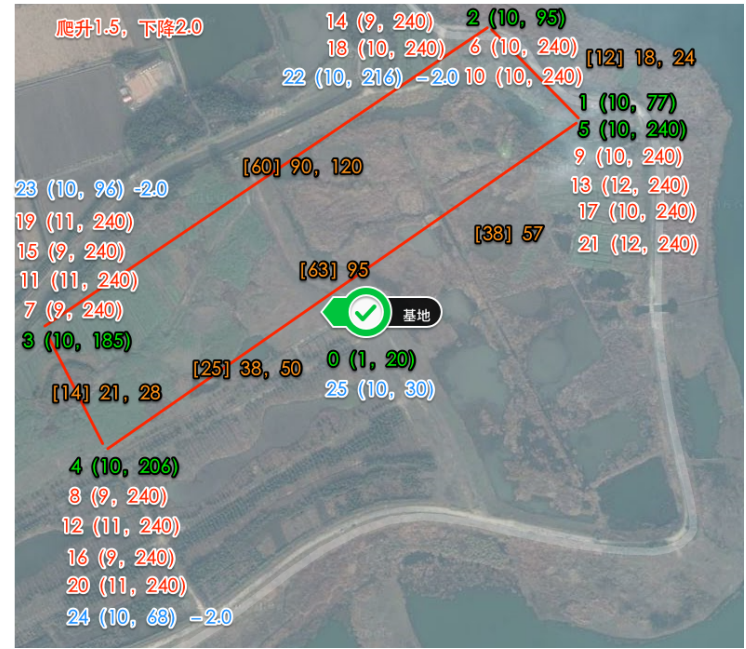 爬升1.5，下降2.0
14 (9, 240)
2 (10, 95)
18 (10, 240)
6 (10, 240)
[12] 18, 24
22 (10, 216) -2.0
10 (10, 240)
1 (10, 77)
5 (10, 240)
9 (10, 240)
[60] 90, 120
13 (12, 240)
23 (10, 96) -2.0
17 (10, 240)
19 (11, 240)
[38] 57
21 (12, 240)
15 (9, 240)
[63] 95
11 (11, 240)
7 (9, 240)
基地
3 (10, 185)
0 (1, 20)
[25] 38, 50
25 (10, 30)
[14] 21, 28
4 (10, 206)
8 (9, 240)
12 (11, 240)
16 (9, 240)
20 (11, 240)
24 (10, 68) -2.0